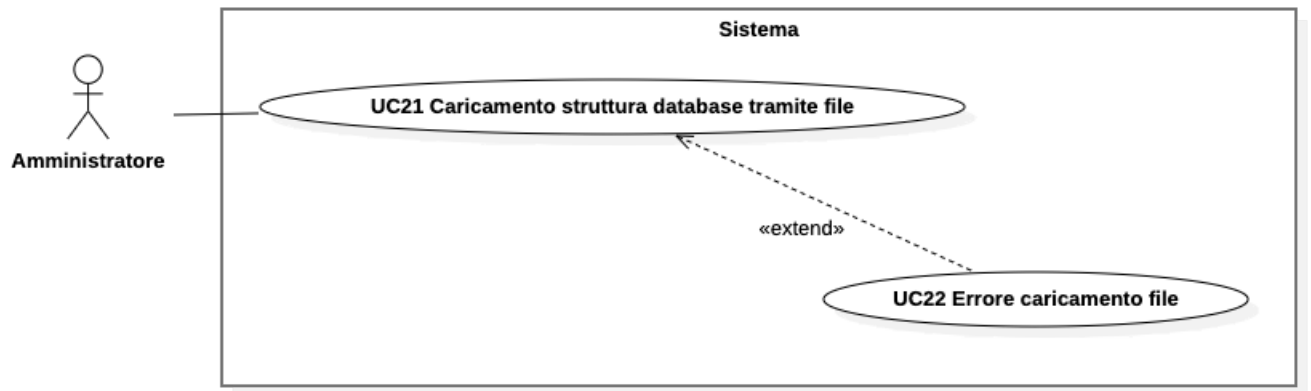 Sistema
UC21 Caricamento struttura database tramite file
Amministratore
«extend»
UC22 Errore caricamento file